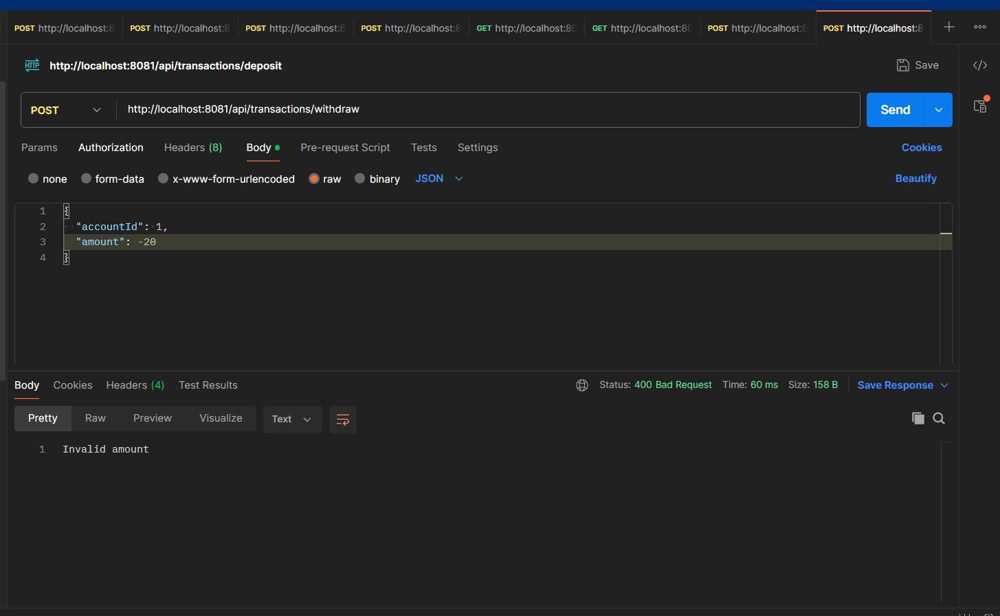 POST http://localhost:8 POST http://localhost:8 POST http://localhost:8 POST http://localhost:8 GET http://localhost:80 GET http://localhost:80 POST http://localhost:8 POST http://localhost:8
HTTP http://localhost:8081/api/transactions/deposit Save
POST http://localhost:8081/api/transactions/withdraw Send
Params Authorization Headers (8) Body Pre-request Script Tests Settings Cookies
none form-data x-www-form-urlencoded raw binary JSON Beautify
1 {
2 "accountId": 1,
3 "amount": -20
4 }
Body Cookies Headers (4) Test Results Status: 400 Bad Request Time: 60 ms Size: 158 B Save Response
Pretty Raw Preview Visualize Text
1 Invalid amount